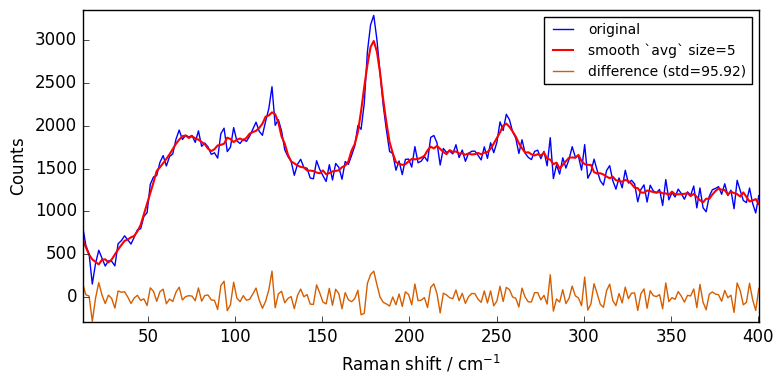 original
smooth `avg` size=5
difference (std=95.92)
Counts
3000
2500
2000
1500
1000
500
0
50 100 150 200 250 300 350 400
Raman shift / cm⁻¹